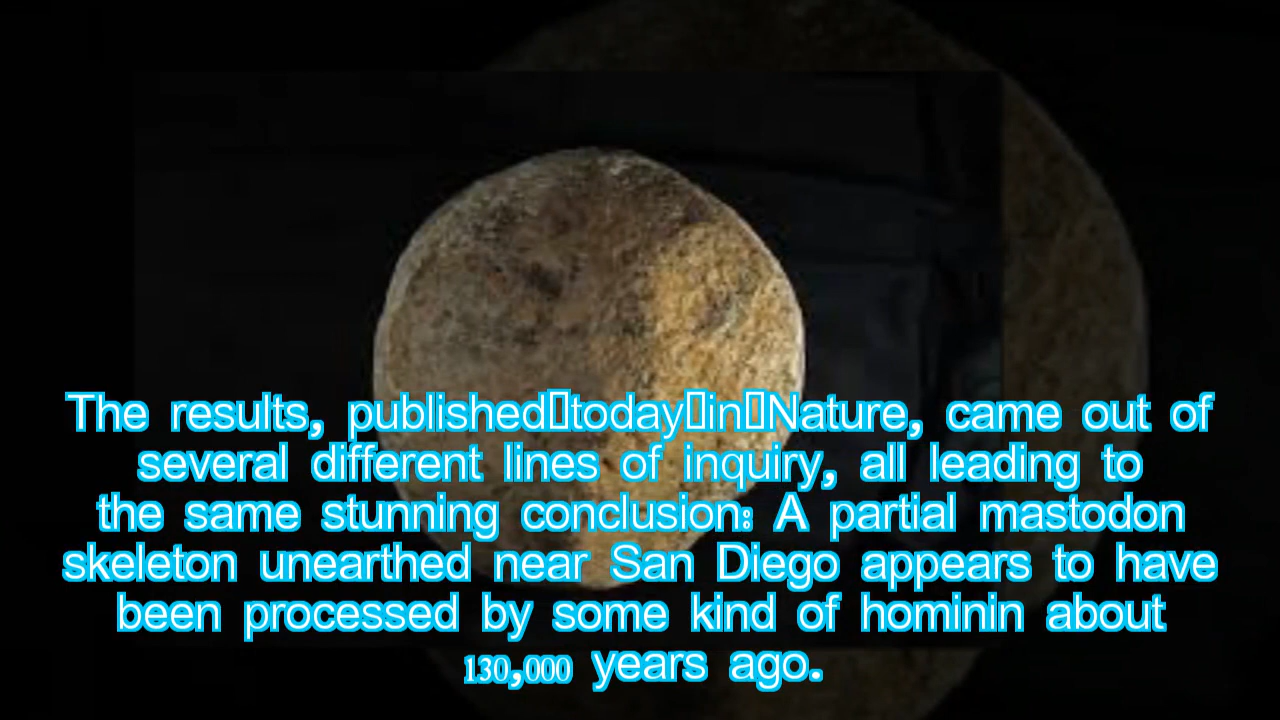 The results, published▯today▯in▯Nature, came out of
several different lines of inquiry, all leading to
the same stunning conclusion: A partial mastodon
skeleton unearthed near San Diego appears to have
been processed by some kind of hominin about
130,000 years ago.